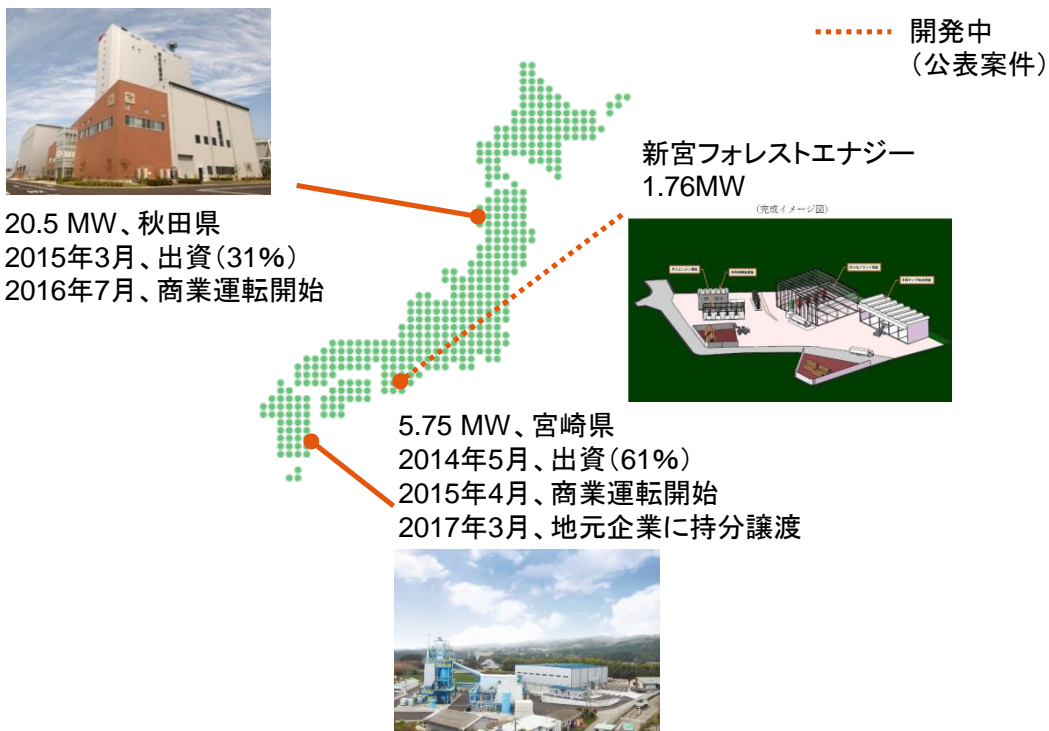 開発中
（公表案件）
新宮フォレストエナジー
1.76MW
（完成イメージ図）
20.5 MW、秋田県
2015年3月、出資（31%）
2016年7月、商業運転開始
5.75 MW、宮崎県
2014年5月、出資（61%）
2015年4月、商業運転開始
2017年3月、地元企業に持分譲渡